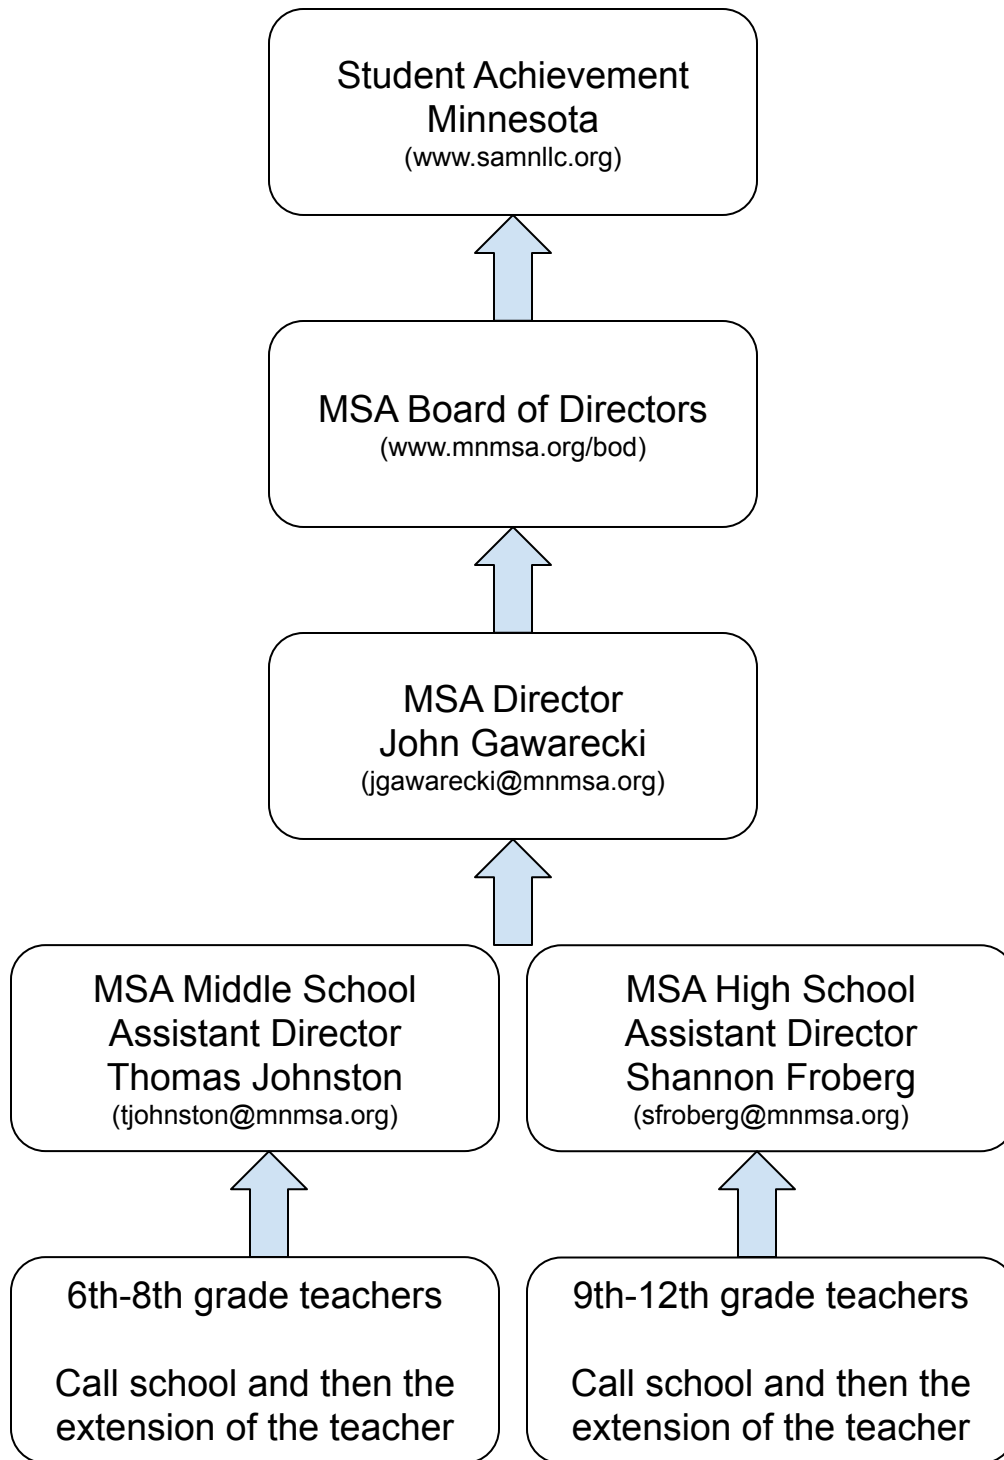 Student Achievement
Minnesota
(www.samnllc.org)
MSA Board of Directors
(www.mnmsa.org/bod)
MSA Director
John Gawarecki
(jgawarecki@mnmsa.org)
MSA Middle School
Assistant Director
Thomas Johnston
(tjohnston@mnmsa.org)
MSA High School
Assistant Director
Shannon Froberg
(sfroberg@mnmsa.org)
6th-8th grade teachers
Call school and then the
extension of the teacher
9th-12th grade teachers
Call school and then the
extension of the teacher